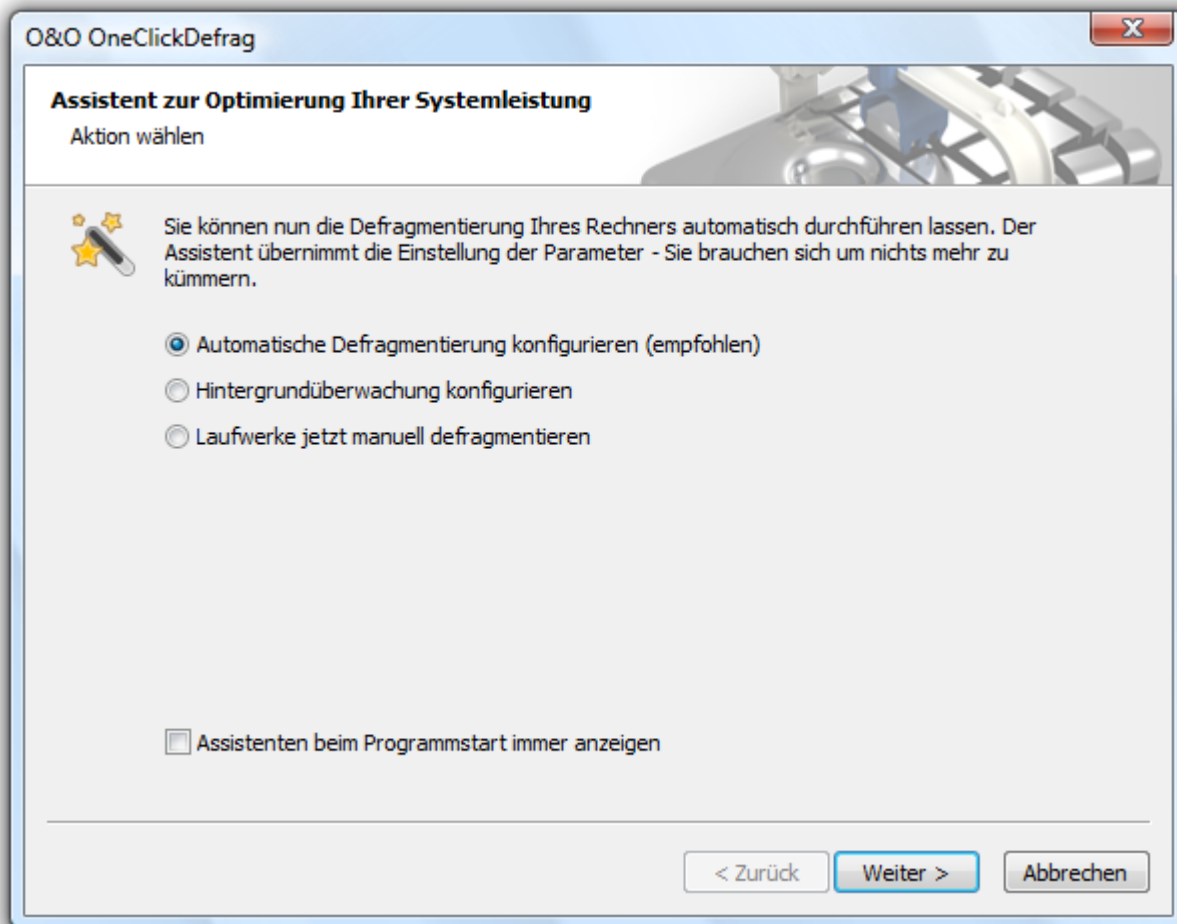 O&O OneClickDefrag
Assistent zur Optimierung Ihrer Systemleistung
Aktion wählen
Sie können nun die Defragmentierung Ihres Rechners automatisch durchführen lassen. Der
Assistent übernimmt die Einstellung der Parameter - Sie brauchen sich um nichts mehr zu
kümmern.
Automatische Defragmentierung konfigurieren (empfohlen)
Hintergrundüberwachung konfigurieren
Laufwerke jetzt manuell defragmentieren
Assistenten beim Programmstart immer anzeigen
< Zurück
Weiter >
Abbrechen